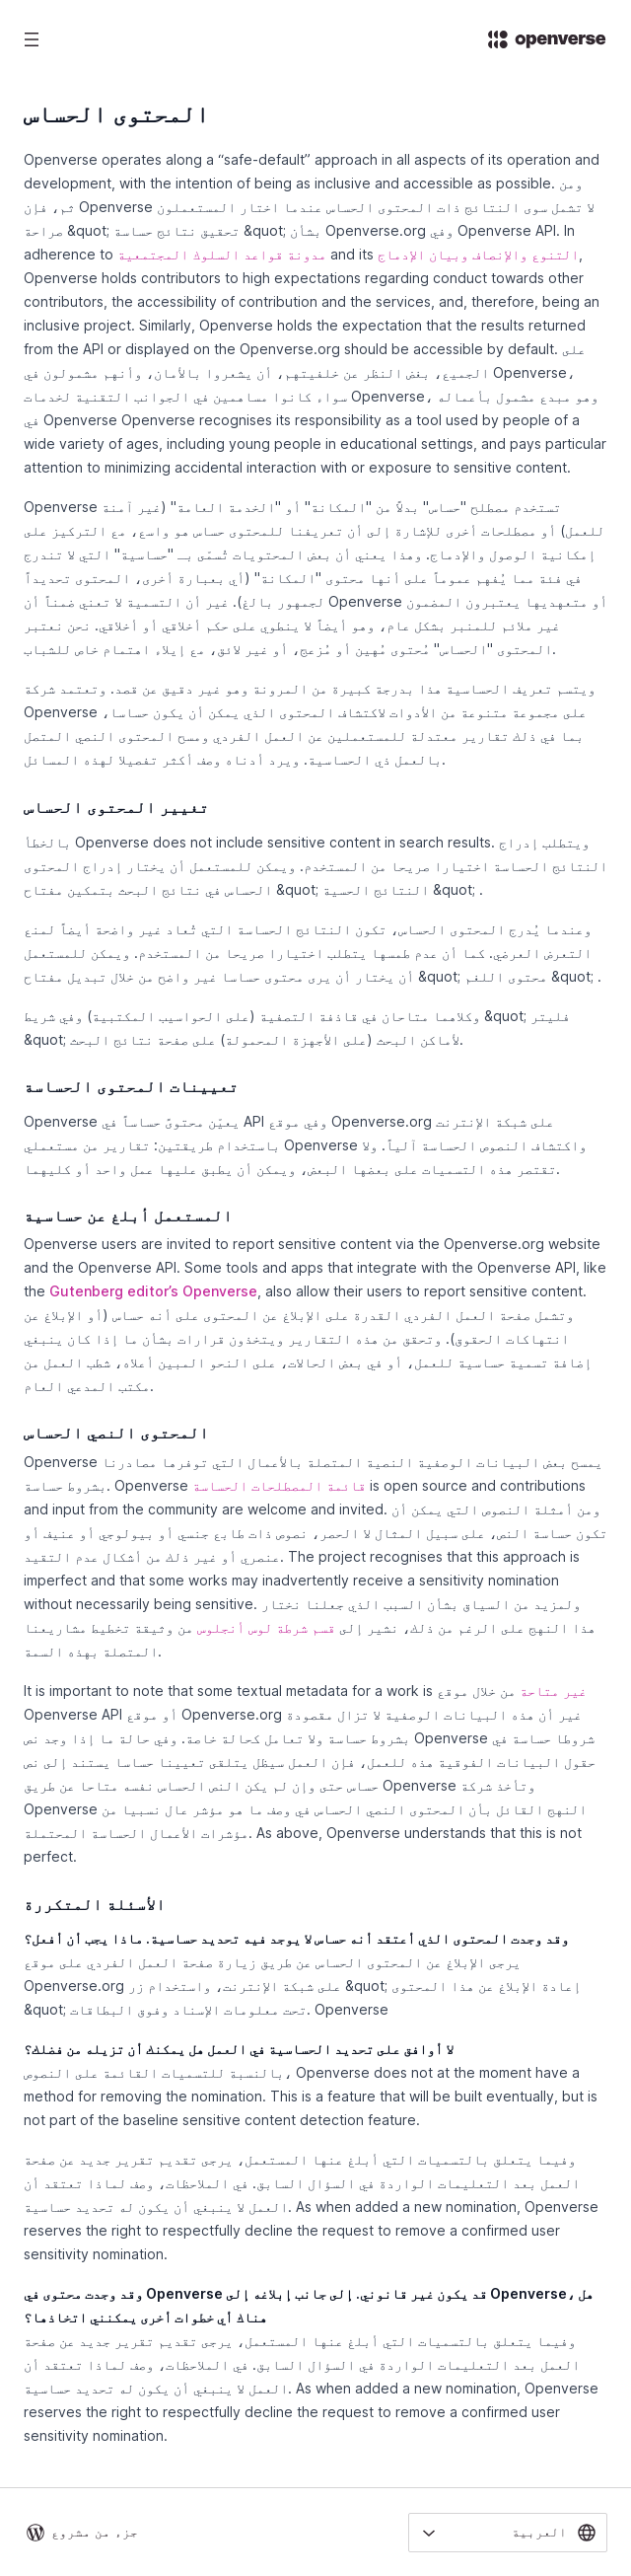 openverse
المحتوى الحساس
Openverse operates along a “safe-default” approach in all aspects of its operation and
development, with the intention of being as inclusive and accessible as possible. ومن
ثم، فإن Openverse لا تشمل سوى النتائج ذات المحتوى الحساس عندما اختار المستعملون
صراحة &quot; تحقيق نتائج حساسة &quot; بشأن Openverse.org وفي Openverse API. In
adherence to مدونة قواعد السلوك المجتمعية and its التنوع والإنصاف وبيان الإدماج,
Openverse holds contributors to high expectations regarding conduct towards other
contributors, the accessibility of contribution and the services, and, therefore, being an
inclusive project. Similarly, Openverse holds the expectation that the results returned
from the API or displayed on the Openverse.org should be accessible by default. على
الجميع، بغض النظر عن خلفيتهم، أن يشعروا بالأمان، وأنهم مشمولون في Openverse،
سواء كانوا مساهمين في الجوانب التقنية لخدمات Openverse، وهو مبدع مشمول بأعماله
في Openverse Openverse recognises its responsibility as a tool used by people of a
wide variety of ages, including young people in educational settings, and pays particular
attention to minimizing accidental interaction with or exposure to sensitive content.
Openverse تستخدم مصطلح "حساس" بدلاً من "المكانة" أو "الخدمة العامة" (غير آمنة
للعمل) أو مصطلحات أخرى للإشارة إلى أن تعريفنا للمحتوى حساس هو واسع، مع التركيز على
إمكانية الوصول والإدماج. وهذا يعني أن بعض المحتويات تُسمّى بـ "حساسية" التي لا تندرج
في فئة مما يُفهم عموماً على أنها محتوى "المكانة" (أي بعبارة أخرى، المحتوى تحديداً
لجمهور بالغ). غير أن التسمية لا تعني ضمناً أن Openverse أو متعهديها يعتبرون المضمون
غير ملائم للمنبر بشكل عام، وهو أيضاً لا ينطوي على حكم أخلاقي أو أخلاقي. نحن نعتبر
المحتوى "الحساس" مُحتوى مُهين أو مُزعج، أو غير لائق، مع إيلاء اهتمام خاص للشباب.
ويتسم تعريف الحساسية هذا بدرجة كبيرة من المرونة وهو غير دقيق عن قصد. وتعتمد شركة
Openverse على مجموعة متنوعة من الأدوات لاكتشاف المحتوى الذي يمكن أن يكون حساسا،
بما في ذلك تقارير معتدلة للمستعملين عن العمل الفردي ومسح المحتوى النصي المتصل
بالعمل ذي الحساسية. ويرد أدناه وصف أكثر تفصيلا لهذه المسائل.
تغيير المحتوى الحساس
بالخطأ Openverse does not include sensitive content in search results. ويتطلب إدراج
النتائج الحساسة اختيارا صريحا من المستخدم. ويمكن للمستعمل أن يختار إدراج المحتوى
الحساس في نتائج البحث بتمكين مفتاح &quot; النتائج الحسية &quot; .
وعندما يُدرج المحتوى الحساس، تكون النتائج الحساسة التي تُعاد غير واضحة أيضاً لمنع
التعرض العرضي. كما أن عدم طمسها يتطلب اختيارا صريحا من المستخدم. ويمكن للمستعمل
أن يختار أن يرى محتوى حساسا غير واضح من خلال تبديل مفتاح &quot; محتوى اللغم &quot; .
وكلاهما متاحان في قاذفة التصفية (على الحواسيب المكتبية) وفي شريط &quot; فليتر
&quot; لأماكن البحث (على الأجهزة المحمولة) على صفحة نتائج البحث.
تعيينات المحتوى الحساسة
Openverse يعيّن محتوىً حساساً في API وفي موقع Openverse.org على شبكة الإنترنت
باستخدام طريقتين: تقارير من مستعملي Openverse واكتشاف النصوص الحساسة آلياً. ولا
تقتصر هذه التسميات على بعضها البعض، ويمكن أن يطبق عليها عمل واحد أو كليهما.
المستعمل أبلغ عن حساسية
Openverse users are invited to report sensitive content via the Openverse.org website
and the Openverse API. Some tools and apps that integrate with the Openverse API, like
the Gutenberg editor’s Openverse, also allow their users to report sensitive content.
وتشمل صفحة العمل الفردي القدرة على الإبلاغ عن المحتوى على أنه حساس (أو الإبلاغ عن
انتهاكات الحقوق). وتحقق من هذه التقارير ويتخذون قرارات بشأن ما إذا كان ينبغي
إضافة تسمية حساسية للعمل، أو في بعض الحالات، على النحو المبين أعلاه، شطب العمل من
مكتب المدعي العام.
المحتوى النصي الحساس
Openverse يمسح بعض البيانات الوصفية النصية المتصلة بالأعمال التي توفرها مصادرنا
بشروط حساسة. Openverse قائمة المصطلحات الحساسة is open source and contributions
and input from the community are welcome and invited. ومن أمثلة النصوص التي يمكن أن
تكون حساسة النص، على سبيل المثال لا الحصر، نصوص ذات طابع جنسي أو بيولوجي أو عنيف أو
عنصري أو غير ذلك من أشكال عدم التقيد. The project recognises that this approach is
imperfect and that some works may inadvertently receive a sensitivity nomination
without necessarily being sensitive. ولمزيد من السياق بشأن السبب الذي جعلنا نختار
هذا النهج على الرغم من ذلك، نشير إلى قسم شرطة لوس أنجلوس من وثيقة تخطيط مشاريعنا
المتصلة بهذه السمة.
It is important to note that some textual metadata for a work is غير متاحة من خلال موقع
Openverse API أو موقع Openverse.org غير أن هذه البيانات الوصفية لا تزال مقصودة
بشروط حساسة ولا تعامل كحالة خاصة. وفي حالة ما إذا وجد نص Openverse شروطا حساسة في
حقول البيانات الفوقية هذه للعمل، فإن العمل سيظل يتلقى تعيينا حساسا يستند إلى نص
حساس حتى وإن لم يكن النص الحساس نفسه متاحا عن طريق Openverse وتأخذ شركة
Openverse النهج القائل بأن المحتوى النصي الحساس في وصف ما هو مؤشر عال نسبيا من
مؤشرات الأعمال الحساسة المحتملة. As above, Openverse understands that this is not
perfect.
الأسئلة المتكررة
وقد وجدت المحتوى الذي أعتقد أنه حساس لا يوجد فيه تحديد حساسية. ماذا يجب أن أفعل؟
يرجى الإبلاغ عن المحتوى الحساس عن طريق زيارة صفحة العمل الفردي على موقع
Openverse.org على شبكة الإنترنت، واستخدام زر &quot; إعادة الإبلاغ عن هذا المحتوى
&quot; تحت معلومات الإسناد وفوق البطاقات. Openverse
لا أوافق على تحديد الحساسية في العمل هل يمكنك أن تزيله من فضلك؟
بالنسبة للتسميات القائمة على النصوص، Openverse does not at the moment have a
method for removing the nomination. This is a feature that will be built eventually, but is
not part of the baseline sensitive content detection feature.
وفيما يتعلق بالتسميات التي أبلغ عنها المستعمل، يرجى تقديم تقرير جديد عن صفحة
العمل بعد التعليمات الواردة في السؤال السابق. في الملاحظات، وصف لماذا تعتقد أن
العمل لا ينبغي أن يكون له تحديد حساسية. As when added a new nomination, Openverse
reserves the right to respectfully decline the request to remove a confirmed user
sensitivity nomination.
وقد وجدت محتوى في Openverse قد يكون غير قانوني. إلى جانب إبلاغه إلى Openverse، هل
هناك أي خطوات أخرى يمكنني اتخاذها؟
وفيما يتعلق بالتسميات التي أبلغ عنها المستعمل، يرجى تقديم تقرير جديد عن صفحة
العمل بعد التعليمات الواردة في السؤال السابق. في الملاحظات، وصف لماذا تعتقد أن
العمل لا ينبغي أن يكون له تحديد حساسية. As when added a new nomination, Openverse
reserves the right to respectfully decline the request to remove a confirmed user
sensitivity nomination.
العربية
جزء من مشروع